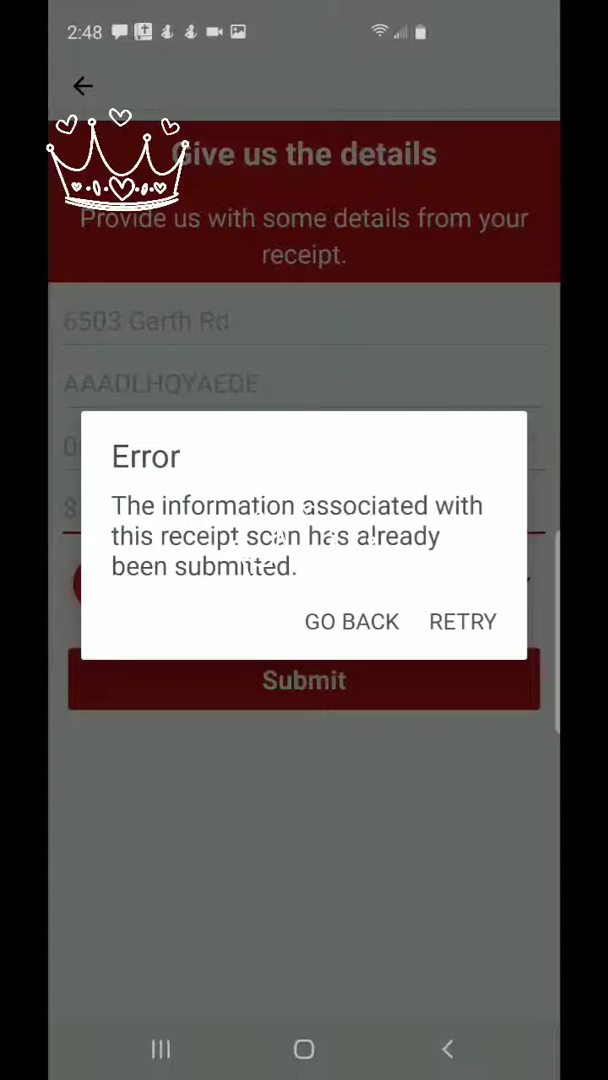 2:48
Give us the details
Provide us with some details from your
receipt.
6503 Garth Rd
AAADLHQYAEDE
Error
The information associated with
this receipt scan has already
been submitted.
GO BACK RETRY
Submit